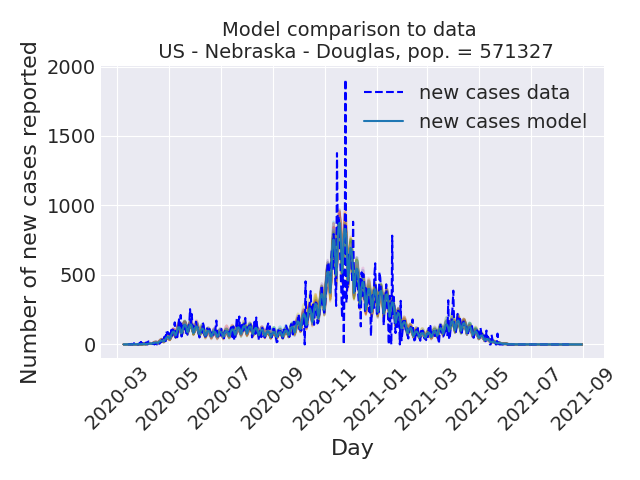 Model comparison to data
US - Nebraska - Douglas, pop. = 571327
Number of new cases reported
2000
1500
1000
500
0
new cases data
new cases model
2020-03
2020-05
2020-07
2020-09
2020-11
2021-01
2021-03
2021-05
2021-07
2021-09
Day